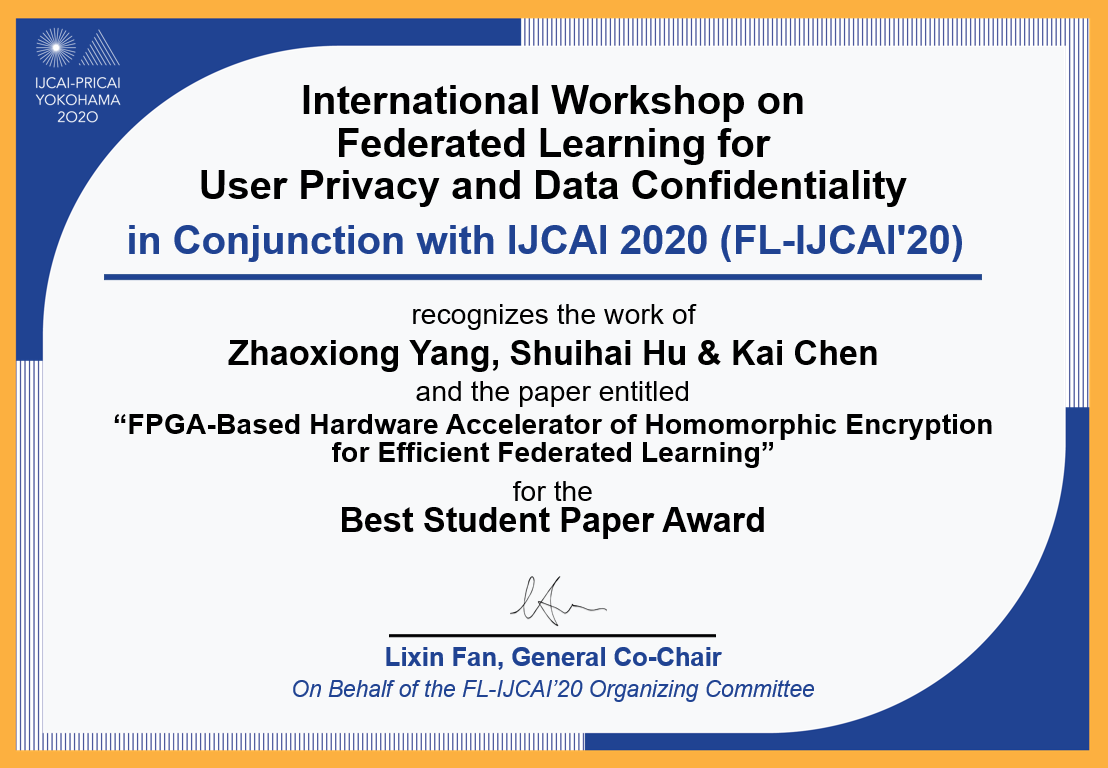 IJCAI-PRICAI
YOKOHAMA
2020
International Workshop on
Federated Learning for
User Privacy and Data Confidentiality
in Conjunction with IJCAI 2020 (FL-IJCAI'20)
recognizes the work of
Zhaoxiong Yang, Shuihai Hu & Kai Chen
and the paper entitled
“FPGA-Based Hardware Accelerator of Homomorphic Encryption
for Efficient Federated Learning”
for the
Best Student Paper Award
Lixin Fan, General Co-Chair
On Behalf of the FL-IJCAI’20 Organizing Committee